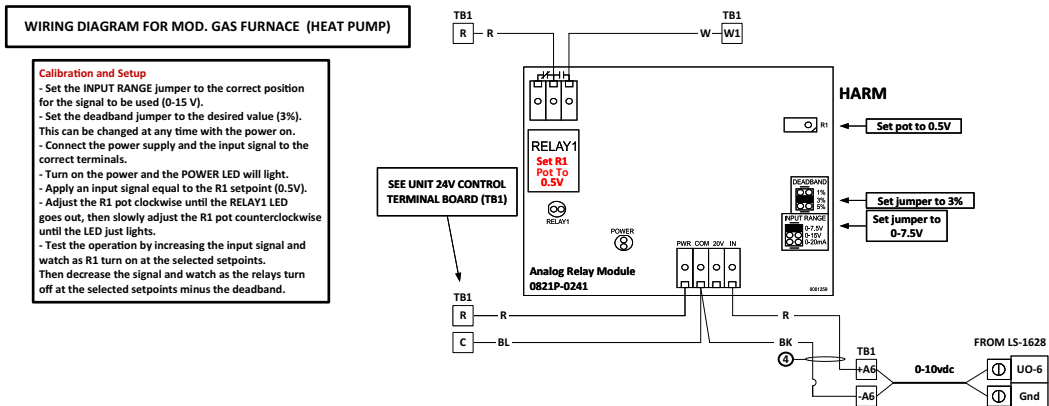 WIRING DIAGRAM FOR MOD. GAS FURNACE (HEAT PUMP)
Calibration and Setup
- Set the INPUT RANGE jumper to the correct position
for the signal to be used (0-15 V).
- Set the deadband jumper to the desired value (3%).
This can be changed at any time with the power on.
- Connect the power supply and the input signal to the
correct terminals.
- Turn on the power and the POWER LED will light.
- Apply an input signal equal to the R1 setpoint (0.5V).
- Adjust the R1 pot clockwise until the RELAY1 LED
goes out, then slowly adjust the R1 pot counterclockwise
until the LED just lights.
- Test the operation by increasing the input signal and
watch as R1 turn on at the selected setpoints.
Then decrease the signal and watch as the relays turn
off at the selected setpoints minus the deadband.
TB1
R
R
TB1
W
W1
HARM
R1
Set pot to 0.5V
RELAY1
Set R1
Pot To
0.5V
RELAY1
SEE UNIT 24V CONTROL
TERMINAL BOARD (TB1)
DEADBAND
1%
3%
5%
Set jumper to 3%
INPUT RANGE
0-7.5V
0-15V
0-20mA
Set jumper to
0-7.5V
POWER
PWR COM 20V IN
Analog Relay Module
0821P-0241
0081259
TB1
R
R
C
BL
R
BK
4
TB1
+A6
-A6
0-10vdc
FROM LS-1628
UO-6
Gnd